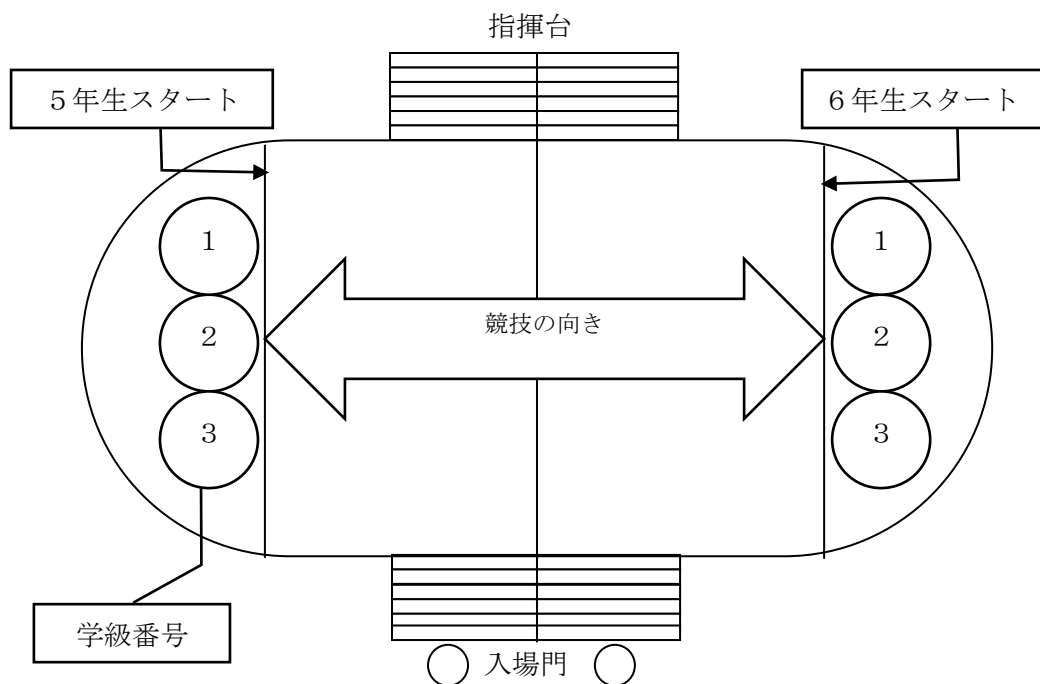 指揮台
５年生スタート
６年生スタート
１
１
競技の向き
２
２
３
３
学級番号
入場門